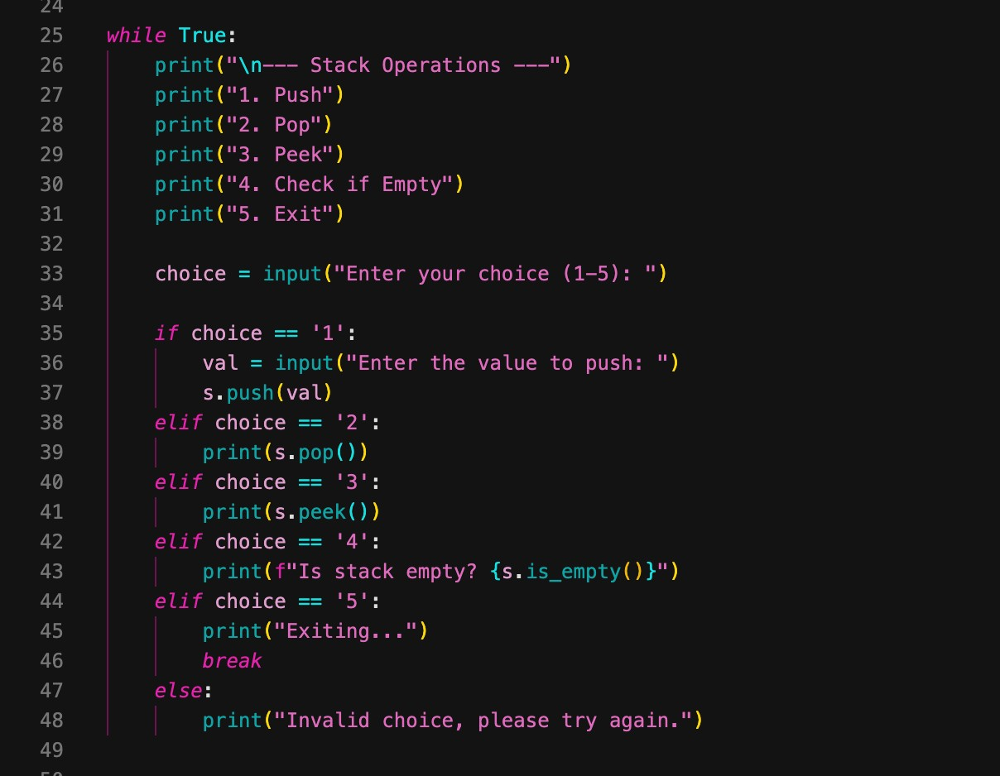 24
25 while True:
26     print("\n--- Stack Operations ---")
27     print("1. Push")
28     print("2. Pop")
29     print("3. Peek")
30     print("4. Check if Empty")
31     print("5. Exit")
32
33     choice = input("Enter your choice (1-5): ")
34
35     if choice == '1':
36         val = input("Enter the value to push: ")
37         s.push(val)
38     elif choice == '2':
39         print(s.pop())
40     elif choice == '3':
41         print(s.peek())
42     elif choice == '4':
43         print(f"Is stack empty? {s.is_empty()}")
44     elif choice == '5':
45         print("Exiting...")
46         break
47     else:
48         print("Invalid choice, please try again.")
49